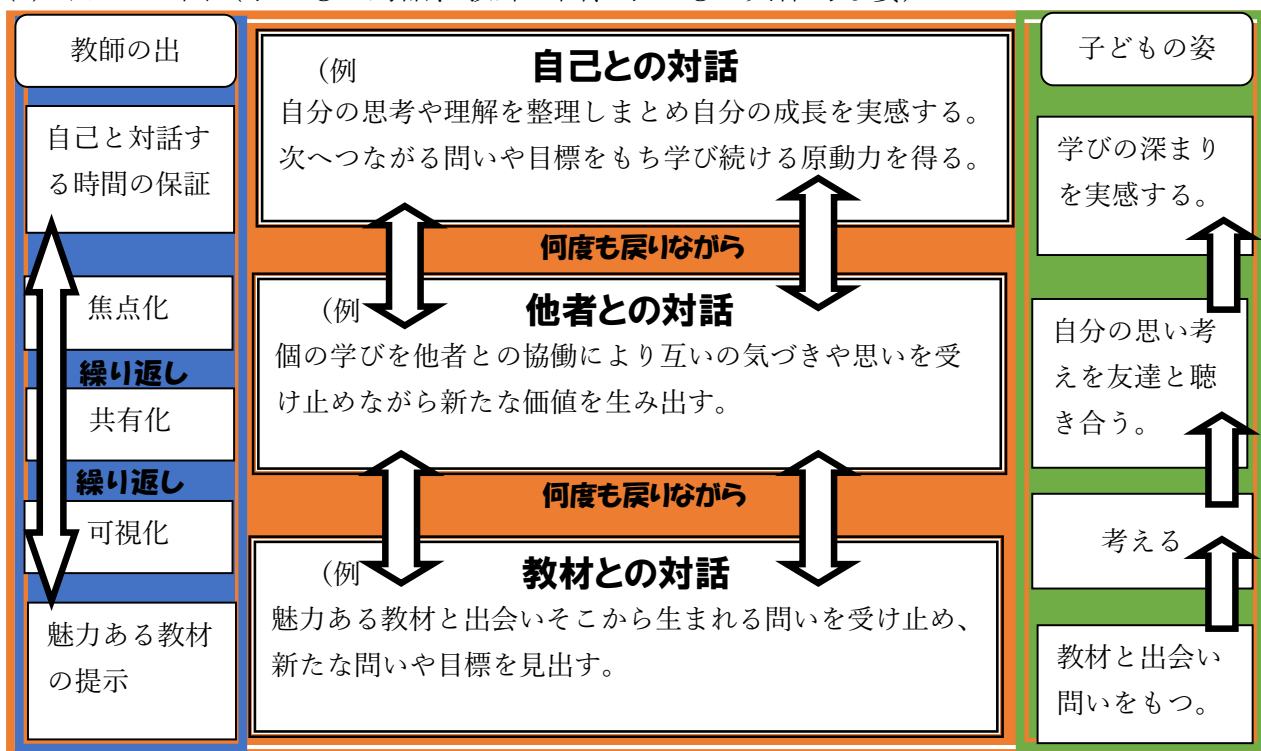 教師の出
自己と対話す
る時間の保証
焦点化
繰り返し
共有化
繰り返し
可視化
魅力ある教材
の提示
(例
自己との対話
自分の思考や理解を整理しまとめ自分の成長を実感する。
次へつながる問いや目標をもち学び続ける原動力を得る。
何度も戻りながら
(例
他者との対話
個の学びを他者との協働により互いの気づきや思いを受
け止めながら新たな価値を生み出す。
何度も戻りながら
(例
教材との対話
魅力ある教材と出会いそこから生まれる問いを受け止め、
新たな問いや目標を見出す。
子どもの姿
学びの深まり
を実感する。
自分の思い考
えを友達と聴
き合う。
考える
教材と出会い
問いをもつ。